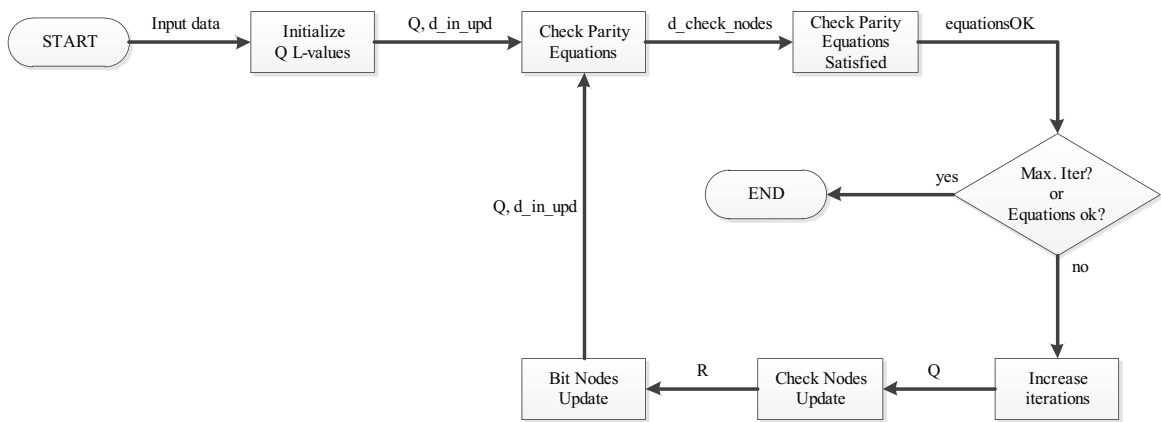 START
Input data
Initialize
Q L-values
Q, d_in_upd
Check Parity
Equations
d_check_nodes
Check Parity
Equations
Satisfied
equationsOK
Max. Iter?
or
Equations ok?
yes
END
no
Increase
iterations
Q
Check Nodes
Update
R
Bit Nodes
Update
Q, d_in_upd